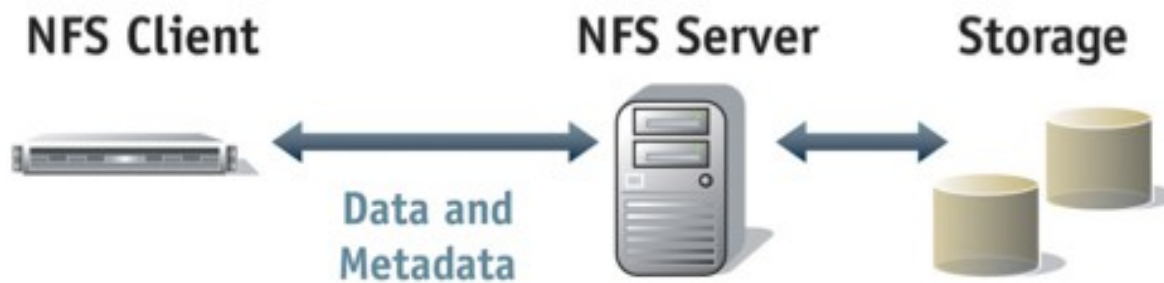 NFS Client
NFS Server
Storage
Data and
Metadata